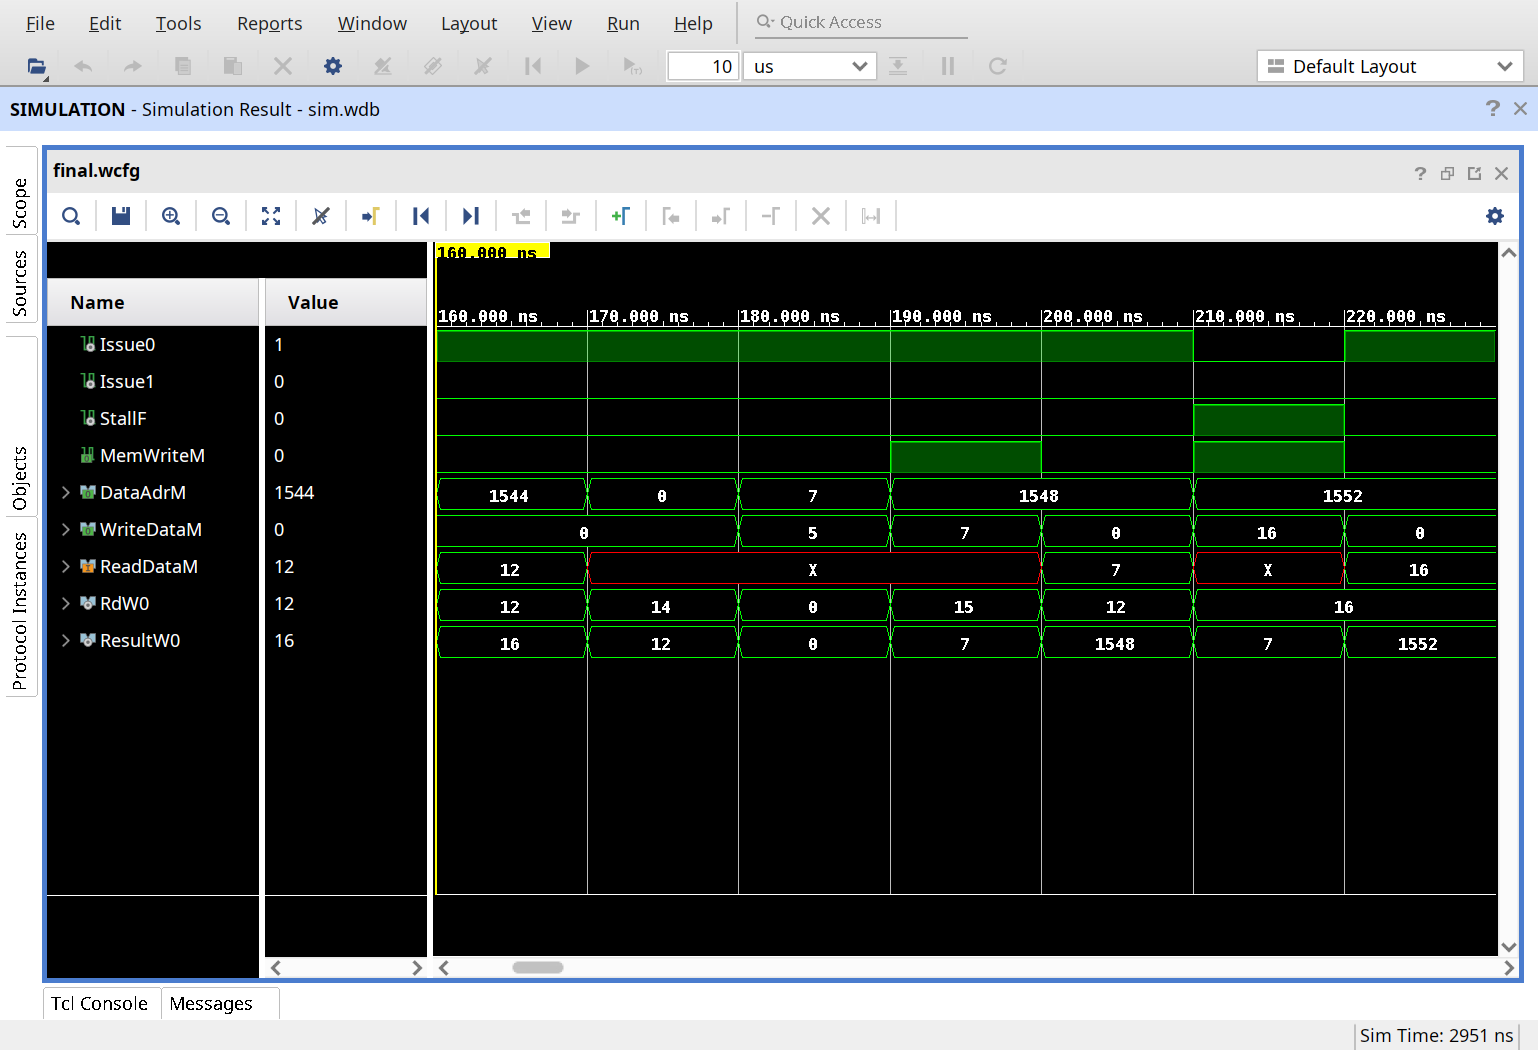 File Edit Tools Reports Window Layout View Run Help Quick Access
10 us Default Layout
SIMULATION - Simulation Result - sim.wdb
final.wcfg
Scope
Sources
Objects
Protocol Instances
160.000 ns
Name Value
160.000 ns 170.000 ns 180.000 ns 190.000 ns 200.000 ns 210.000 ns 220.000 ns
Issue0 1
Issue1 0
StallF 0
MemWriteM 0
DataAdrM 1544 1544 0 7 1548 1552
WriteDataM 0 0 5 7 0 16 0
ReadDataM 12 12 X 7 X 16
RdW0 12 12 14 0 15 12 16
ResultW0 16 16 12 0 7 1548 7 1552
Tcl Console Messages
Sim Time: 2951 ns